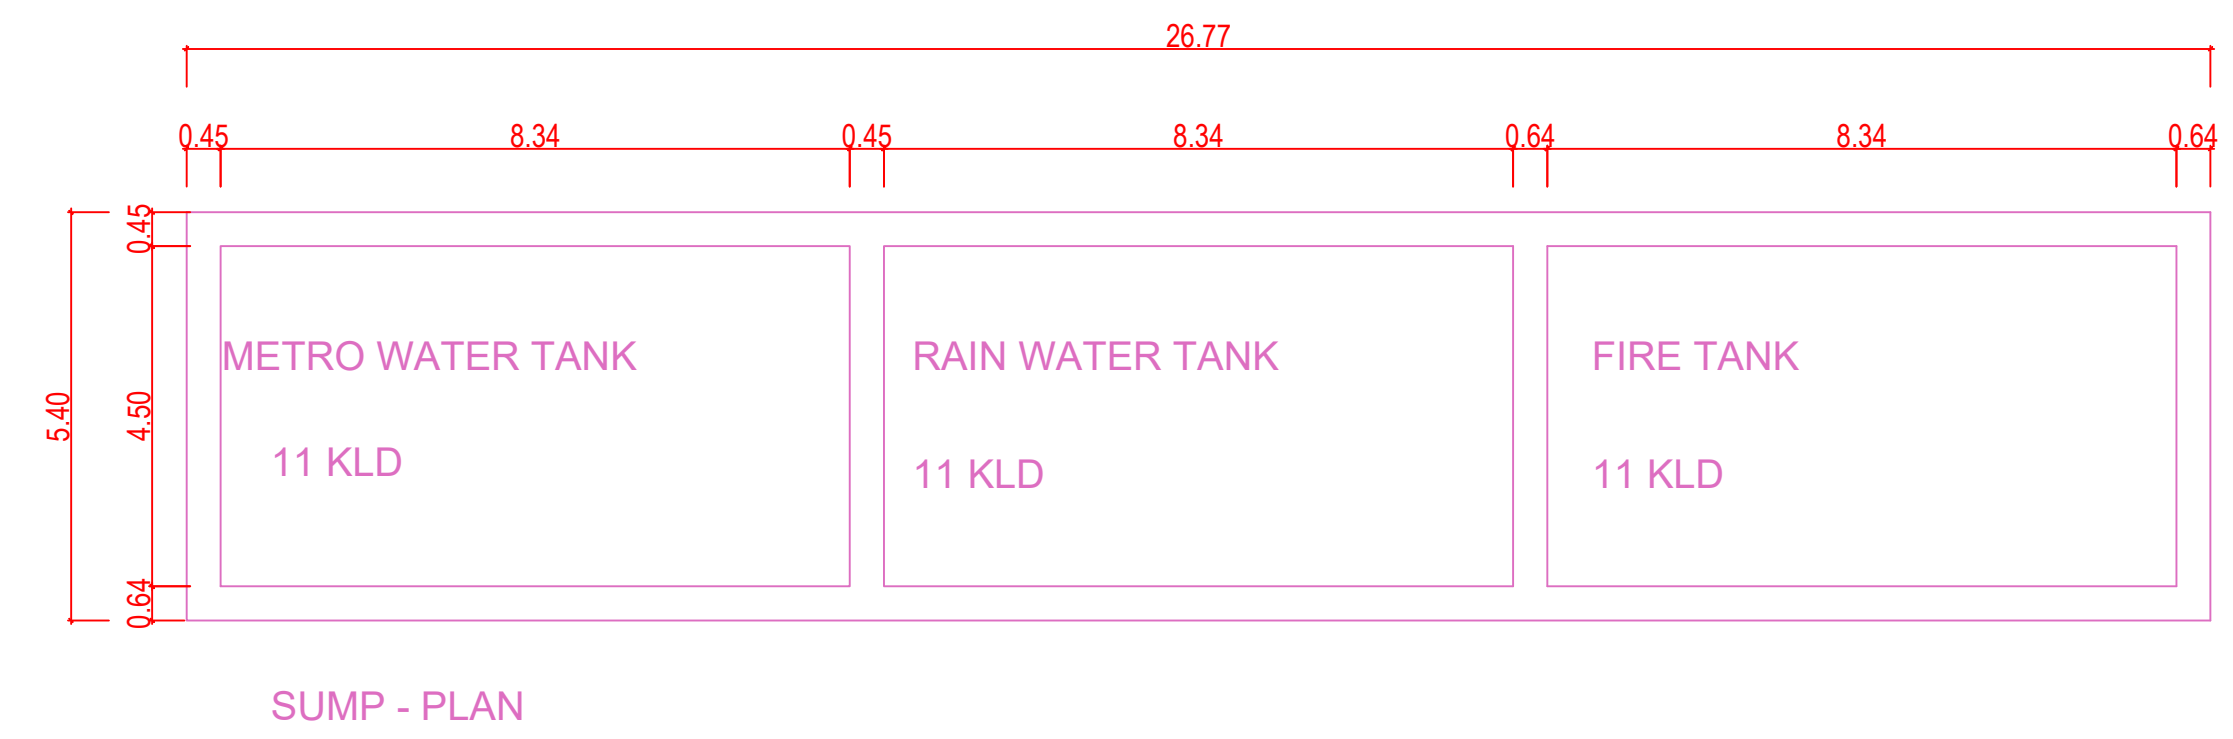 26.77
0.45 8.34 0.45 8.34 0.64 8.34 0.64
0.45
5.40
4.50
0.64
METRO WATER TANK
11 KLD
RAIN WATER TANK
11 KLD
FIRE TANK
11 KLD
SUMP - PLAN